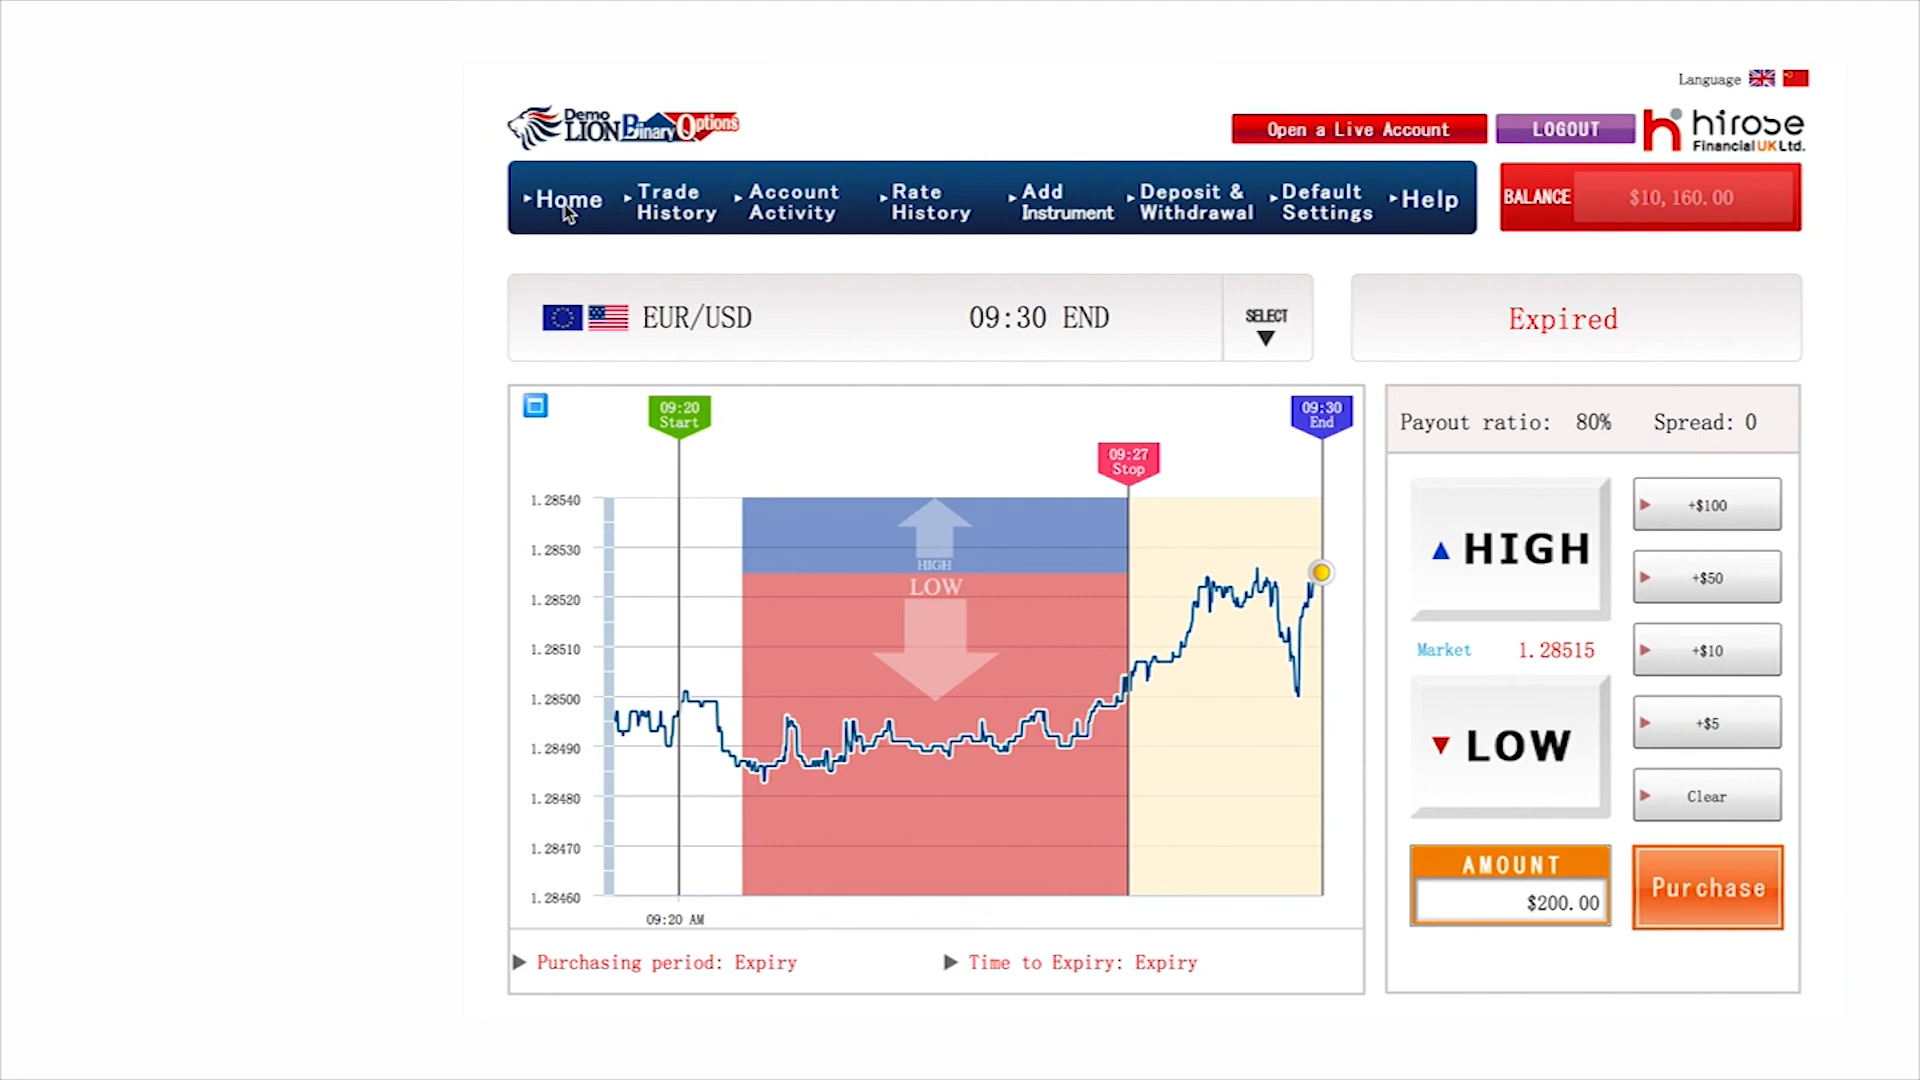 Language
Demo
LION Binary Options
Open a Live Account
LOGOUT
hirose
Financial UK Ltd.
Home
Trade History
Account Activity
Rate History
Add Instrument
Deposit & Withdrawal
Default Settings
Help
BALANCE
$10,160.00
EUR/USD
09:30 END
SELECT
Expired
09:20
Start
09:27
Stop
09:30
End
1.28540
1.28530
1.28520
1.28510
1.28500
1.28490
1.28480
1.28470
1.28460
HIGH
LOW
09:20 AM
Purchasing period: Expiry
Time to Expiry: Expiry
Payout ratio: 80%
Spread: 0
HIGH
Market 1.28515
LOW
+$100
+$50
+$10
+$5
Clear
AMOUNT
$200.00
Purchase